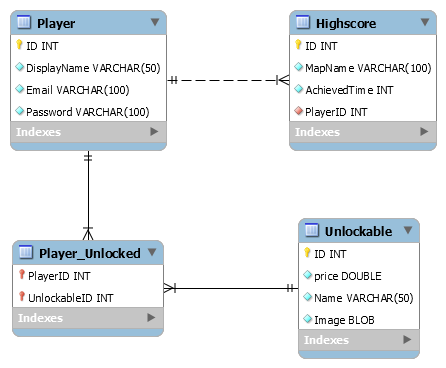 Player
ID INT
DisplayName VARCHAR(50)
Email VARCHAR(100)
Password VARCHAR(100)
Indexes
Highscore
ID INT
MapName VARCHAR(100)
AchievedTime INT
PlayerID INT
Indexes
Player_Unlocked
PlayerID INT
UnlockableID INT
Indexes
Unlockable
ID INT
price DOUBLE
Name VARCHAR(50)
Image BLOB
Indexes